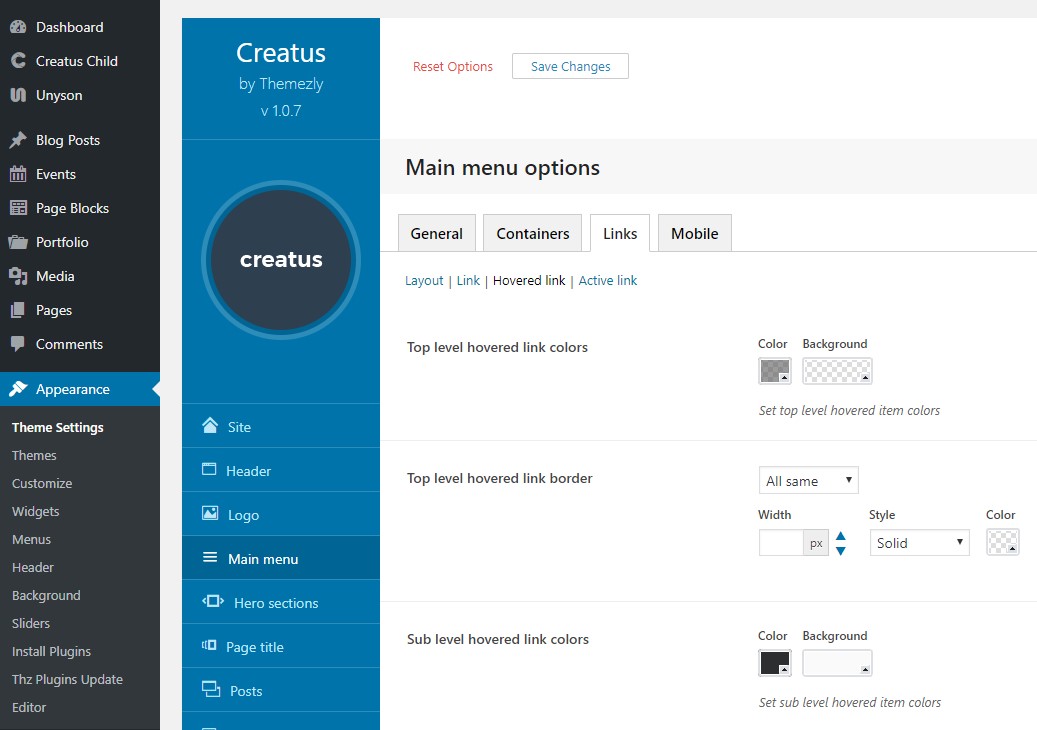 Dashboard
Creatus Child
Unyson
Blog Posts
Events
Page Blocks
Portfolio
Media
Pages
Comments
Appearance
Theme Settings
Themes
Customize
Widgets
Menus
Header
Background
Sliders
Install Plugins
Thz Plugins Update
Editor
Creatus
by Themezly
v 1.0.7
creatus
Site
Header
Logo
Main menu
Hero sections
Page title
Posts
Reset Options Save Changes
Main menu options
General Containers Links Mobile
Layout | Link | Hovered link | Active link
Top level hovered link colors
Color Background
Set top level hovered item colors
Top level hovered link border
All same
Width Style Color
px Solid
Sub level hovered link colors
Color Background
Set sub level hovered item colors